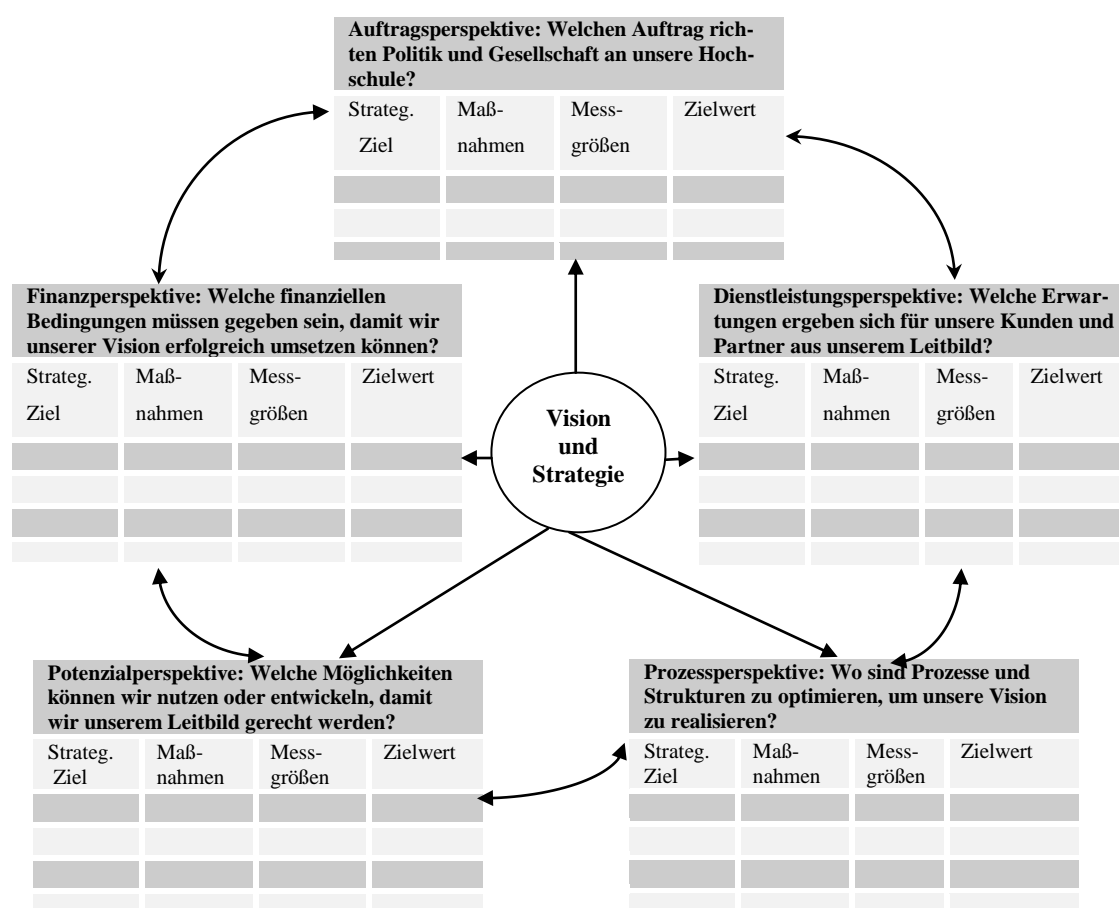 Auftragsperspektive: Welchen Auftrag rich-
ten Politik und Gesellschaft an unsere Hoch-
schule?
Strateg. Maß- Mess- Zielwert
Ziel nahmen größen
Finanzperspektive: Welche finanziellen
Bedingungen müssen gegeben sein, damit wir
unserer Vision erfolgreich umsetzen können?
Strateg. Maß- Mess- Zielwert
Ziel nahmen größen
Dienstleistungsperspektive: Welche Erwar-
tungen ergeben sich für unsere Kunden und
Partner aus unserem Leitbild?
Strateg. Maß- Mess- Zielwert
Ziel nahmen größen
Vision
und
Strategie
Potenzialperspektive: Welche Möglichkeiten
können wir nutzen oder entwickeln, damit
wir unserem Leitbild gerecht werden?
Strateg. Maß- Mess- Zielwert
Ziel nahmen größen
Prozessperspektive: Wo sind Prozesse und
Strukturen zu optimieren, um unsere Vision
zu realisieren?
Strateg. Maß- Mess- Zielwert
Ziel nahmen größen